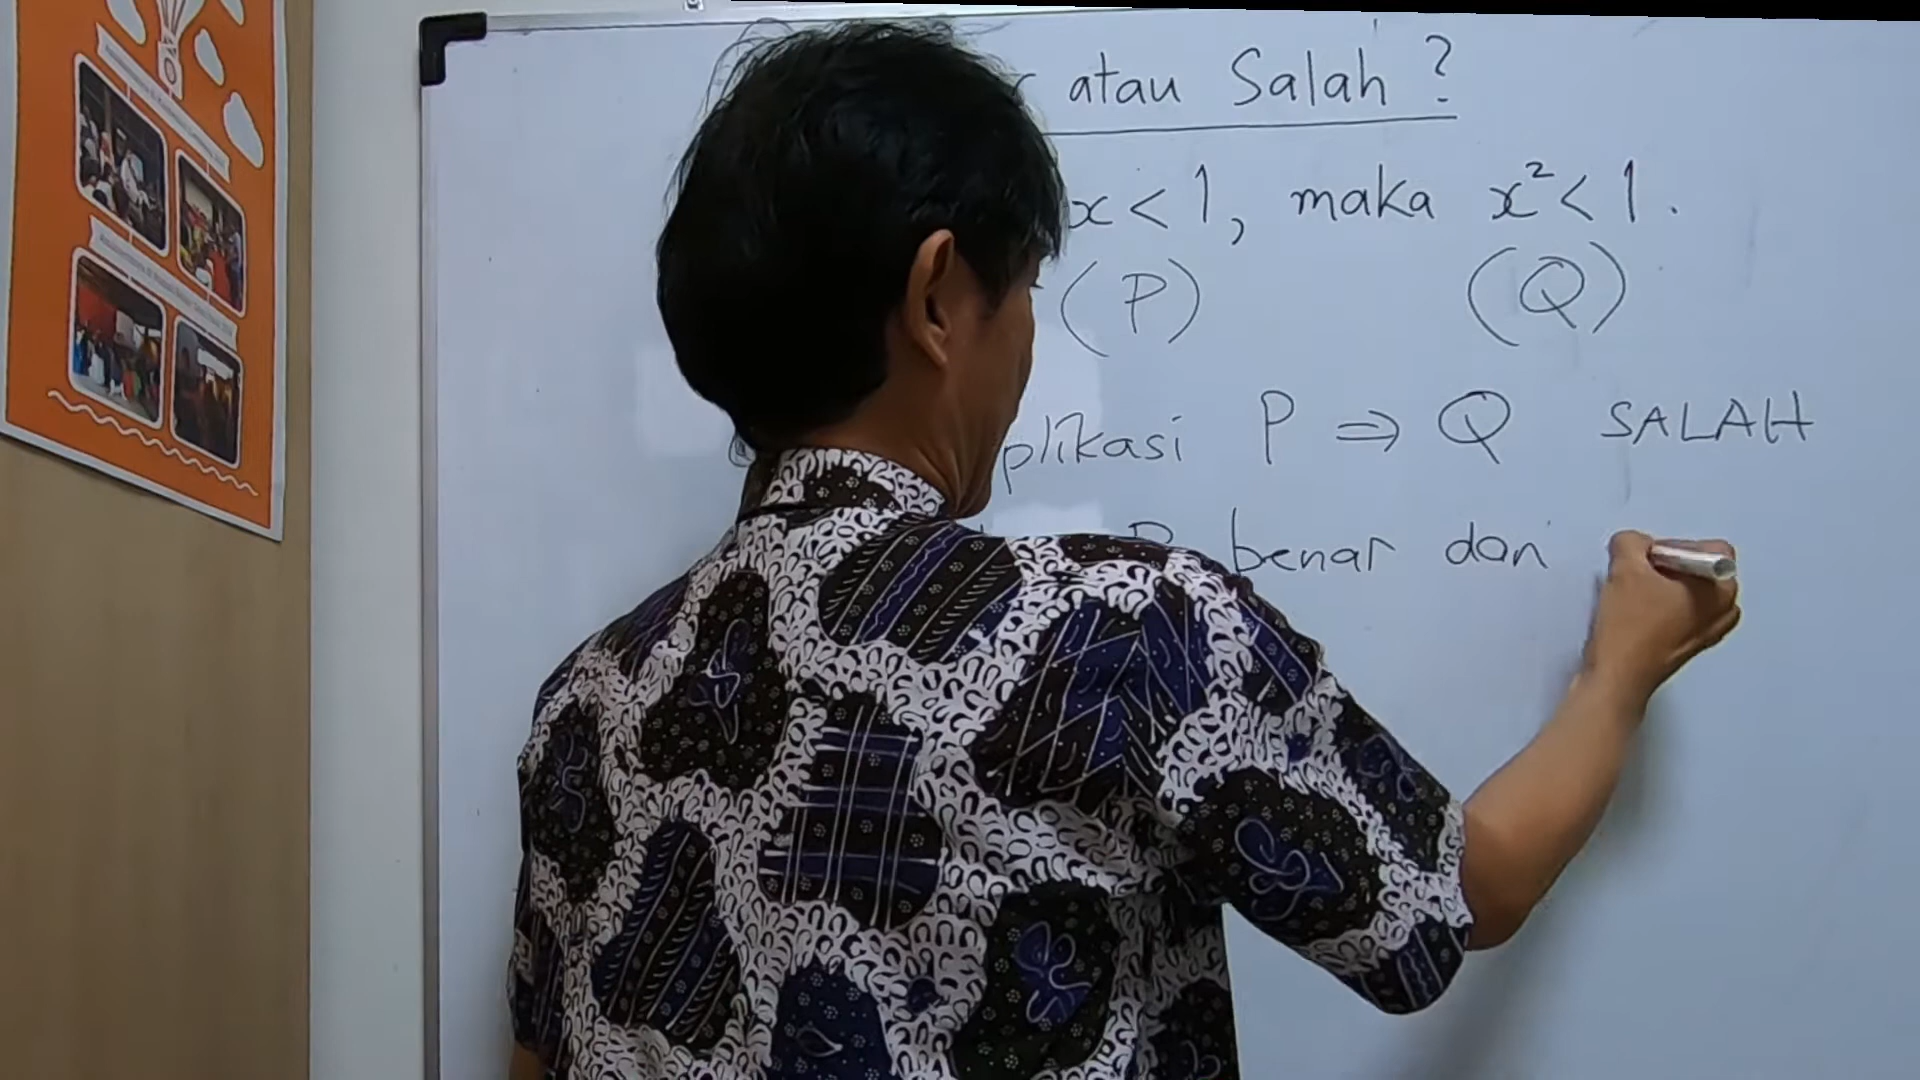 atau Salah ?
x < 1, maka x² < 1.
(P) (Q)
plikasi P ⇒ Q SALAH
P benar dan